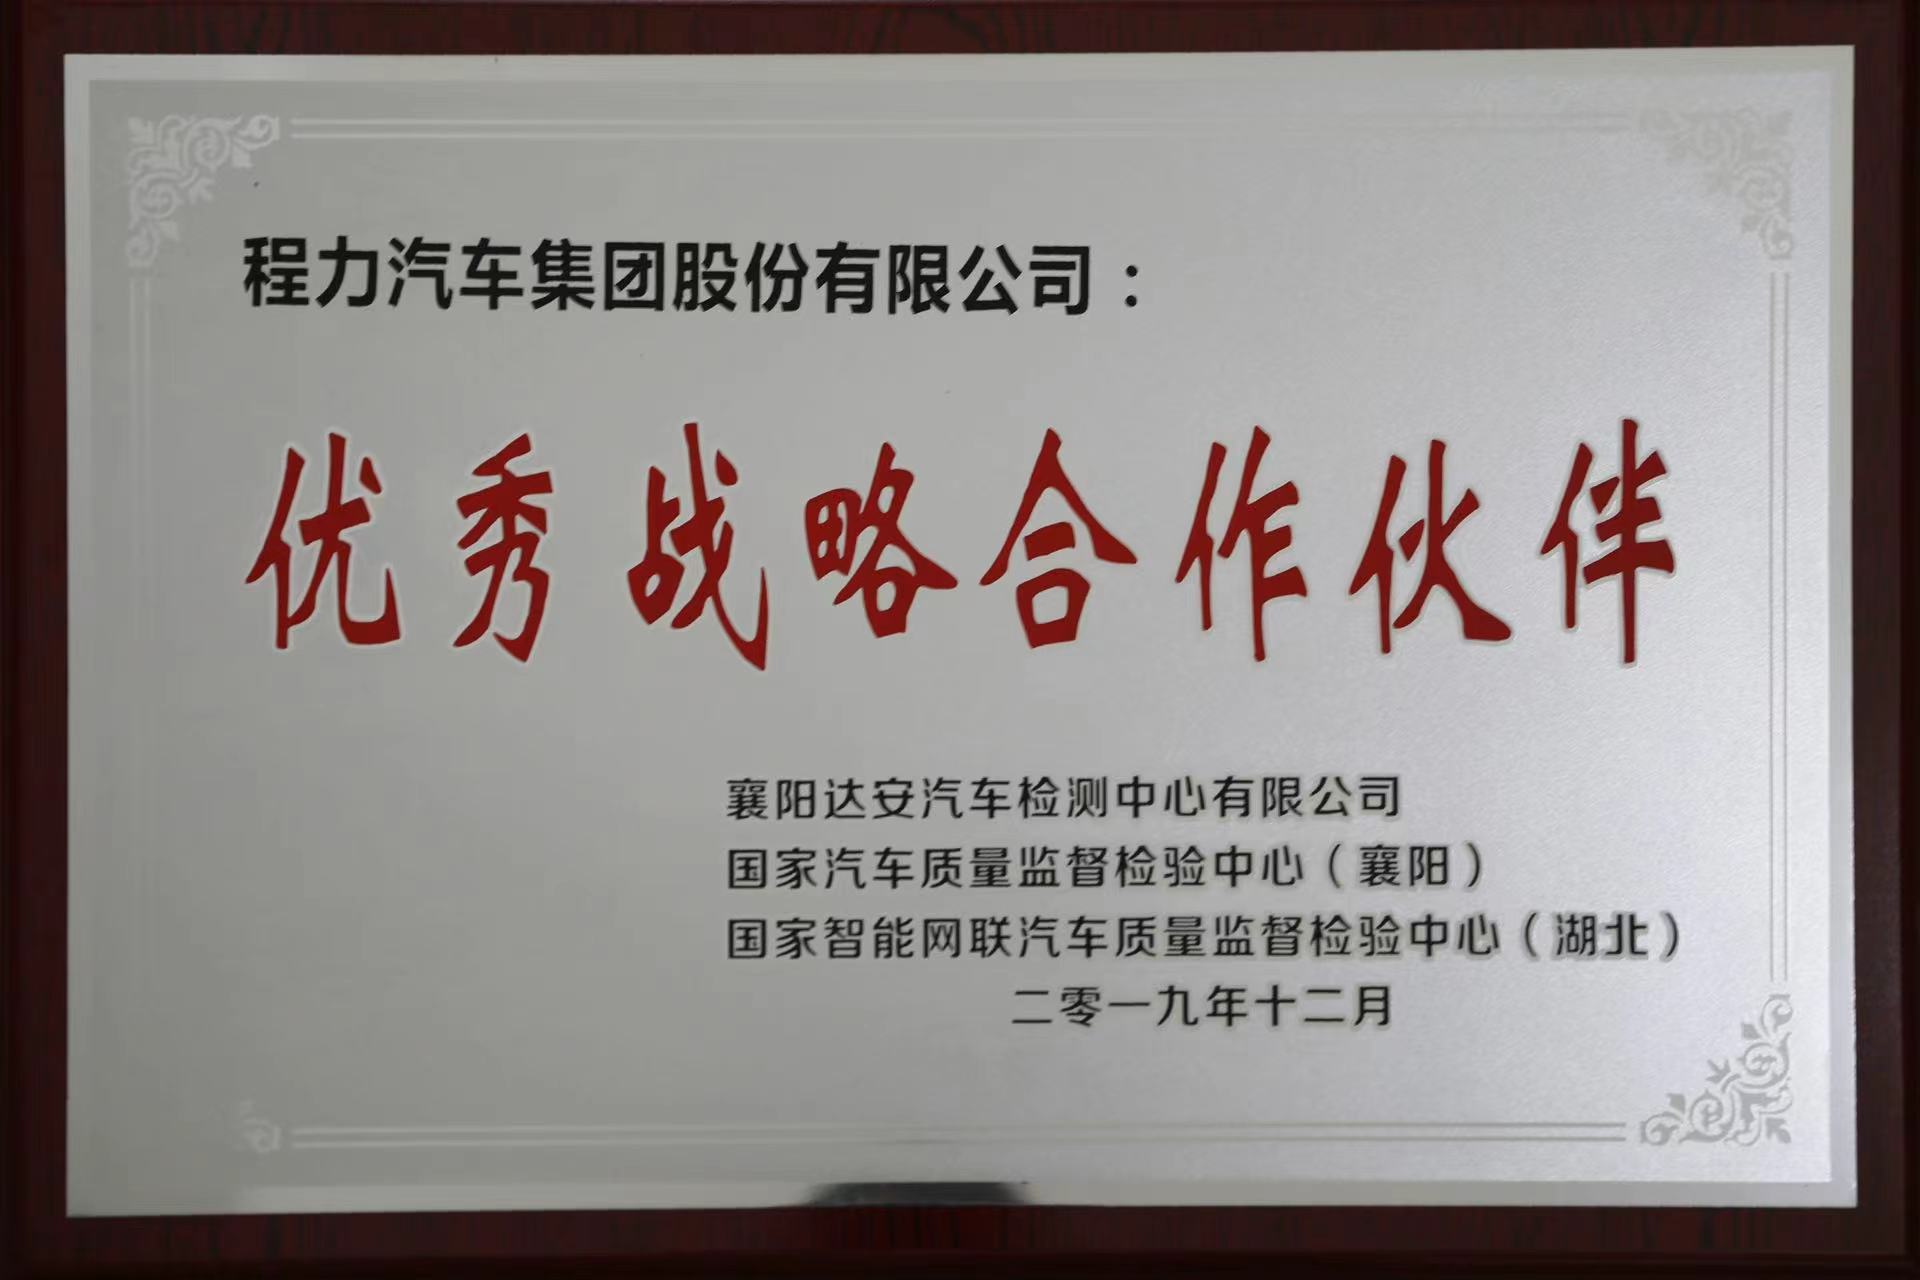 程力汽车集团股份有限公司：
优秀战略合作伙伴
襄阳达安汽车检测中心有限公司
国家汽车质量监督检验中心（襄阳）
国家智能网联汽车质量监督检验中心（湖北）
二零一九年十二月